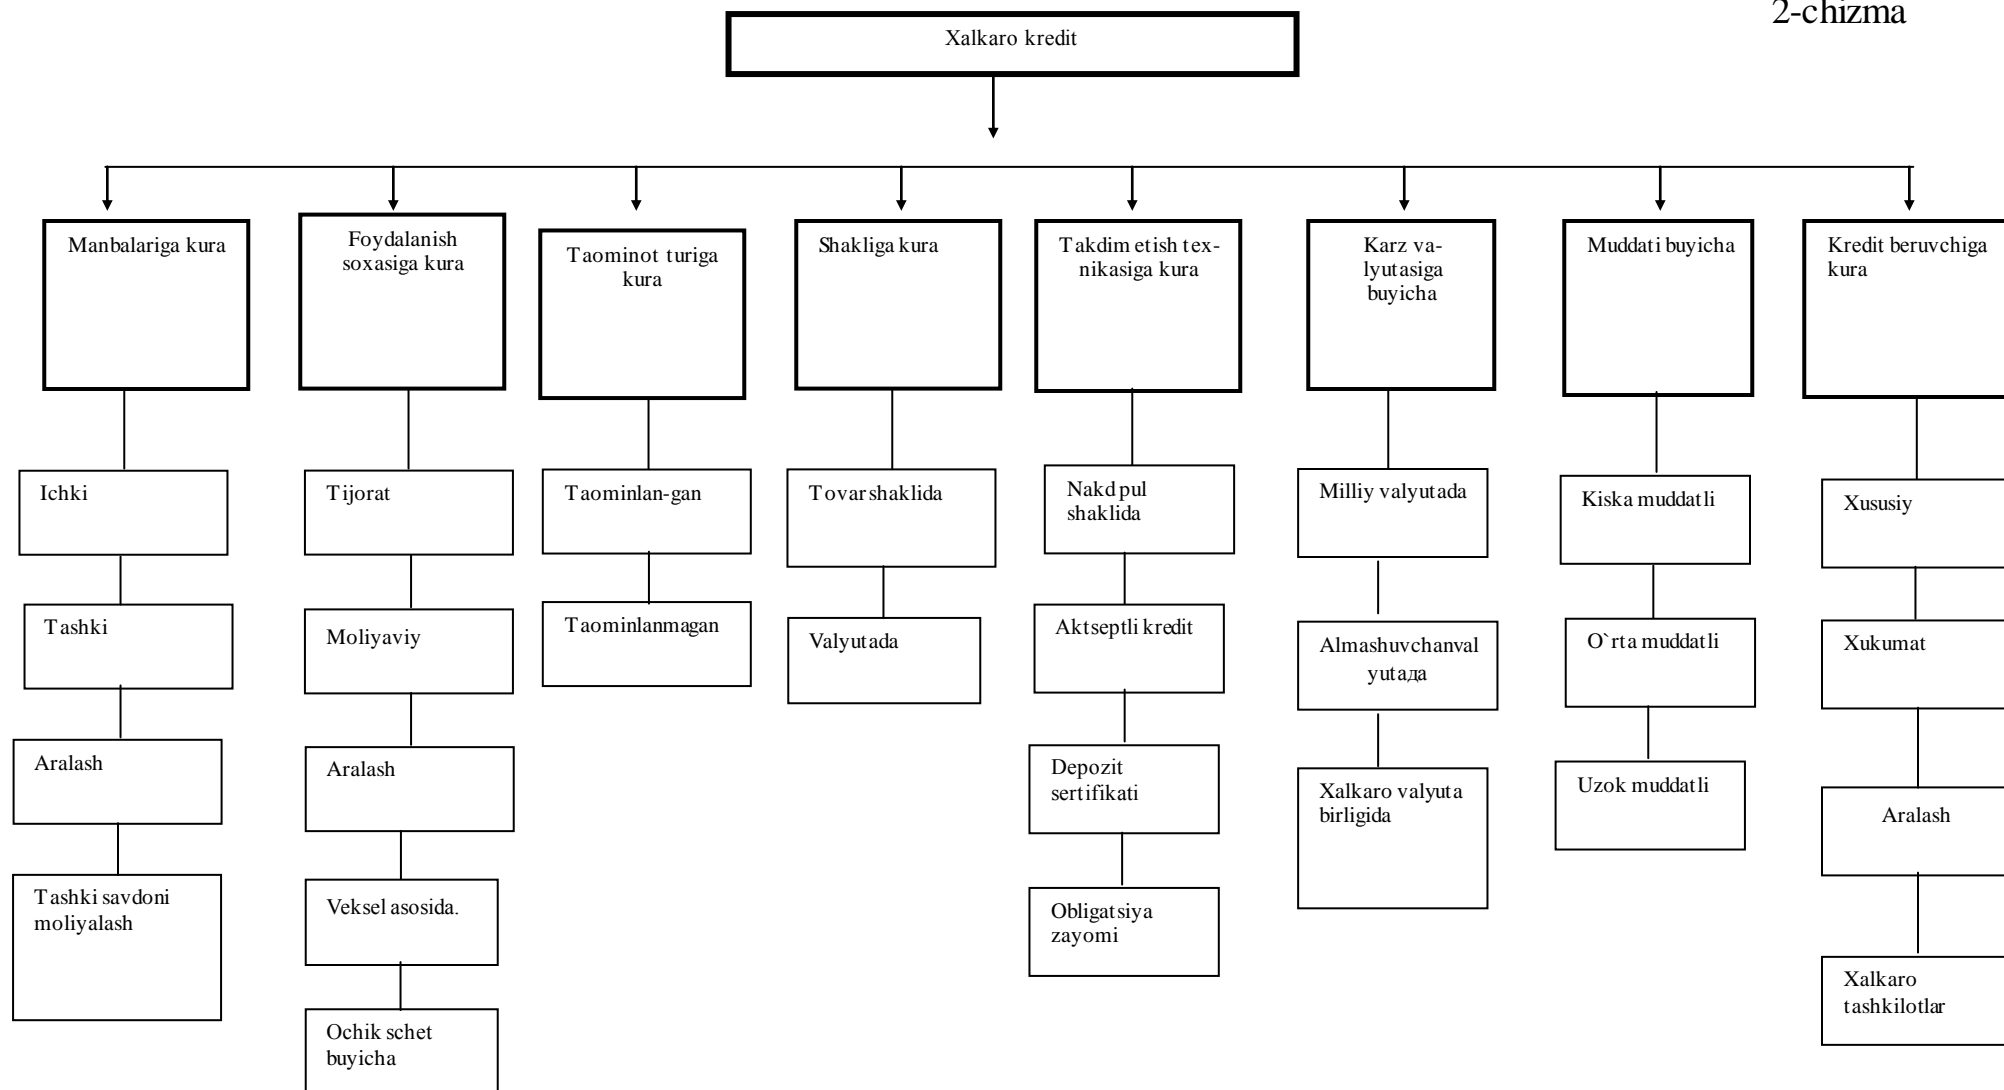 2-chizma
Xalkaro kredit
Manbalariga kura
Foydalanish
soxasiga kura
Taominot turiga
kura
Shakliga kura
Takdim etish tex-
nikasiga kura
Karz va-
lyutasiga
buyicha
Muddati buyicha
Kredit beruvchiga
kura
Ichki
Tashki
Aralash
Tashki savdoni
moliyalash
Tijorat
Moliyaviy
Aralash
Veksel asosida.
Ochik schet
buyicha
Taominlan-gan
Taominlanmagan
Tovar shaklida
Valyutada
Nakd pul
shaklida
Aktseptli kredit
Depozit
sertifikati
Obligatsiya
zayomi
Milliy valyutada
Almashuvchanval
yutaда
Xalkaro valyuta
birligida
Kiska muddatli
O`rta muddatli
Uzok muddatli
Xususiy
Xukumat
Aralash
Xalkaro
tashkilotlar